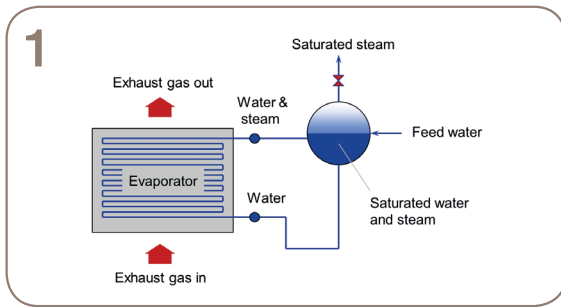 1
Saturated steam
Exhaust gas out
Water &
steam
Feed water
Evaporator
Water
Saturated water
and steam
Exhaust gas in